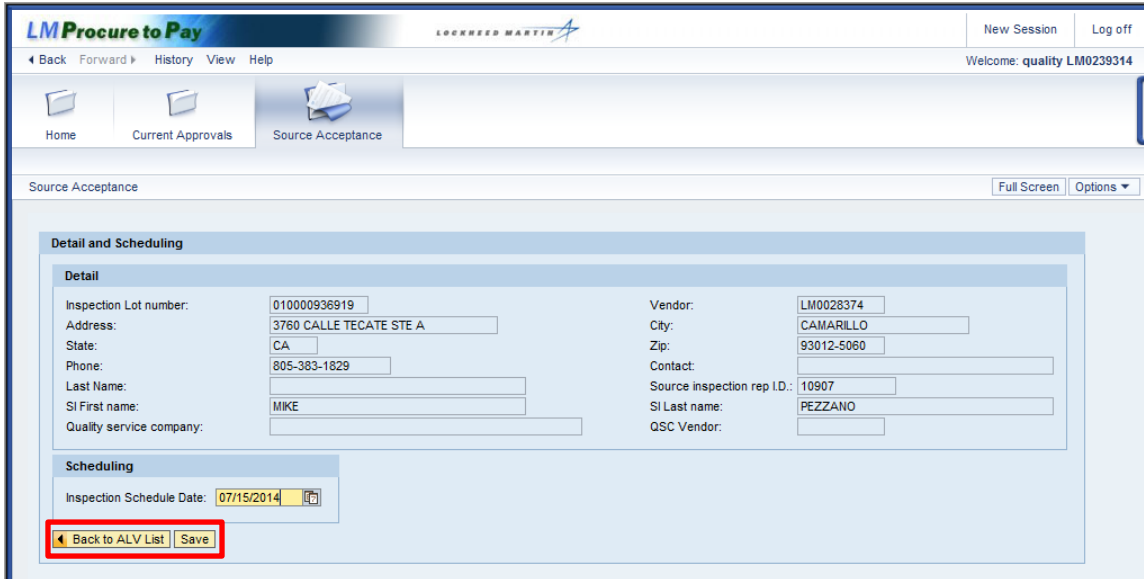 LM Procure to Pay LOCKHEED MARTIN New Session Log off
Back Forward History View Help Welcome: quality LM0239314
Home Current Approvals Source Acceptance
Source Acceptance Full Screen Options
Detail and Scheduling
Detail
Inspection Lot number: 010000936919 Vendor: LM0028374
Address: 3760 CALLE TECATE STE A City: CAMARILLO
State: CA Zip: 93012-5060
Phone: 805-383-1829 Contact:
Last Name: Source inspection rep I.D.: 10907
SI First name: MIKE SI Last name: PEZZANO
Quality service company: QSC Vendor:
Scheduling
Inspection Schedule Date: 07/15/2014
Back to ALV List Save